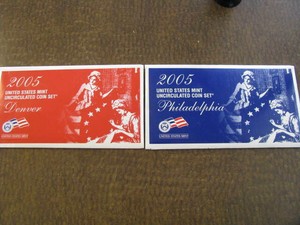 2005
UNITED STATES MINT
UNCIRCULATED COIN SET®
Denver
2005
UNITED STATES MINT
UNCIRCULATED COIN SET®
Philadelphia